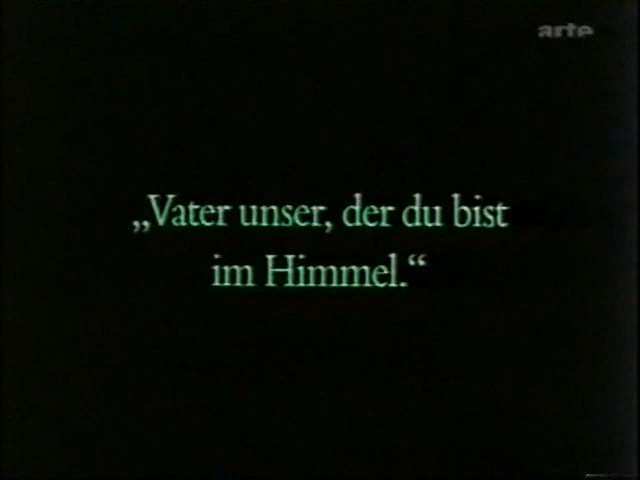 arte
„Vater unser, der du bist
im Himmel.“